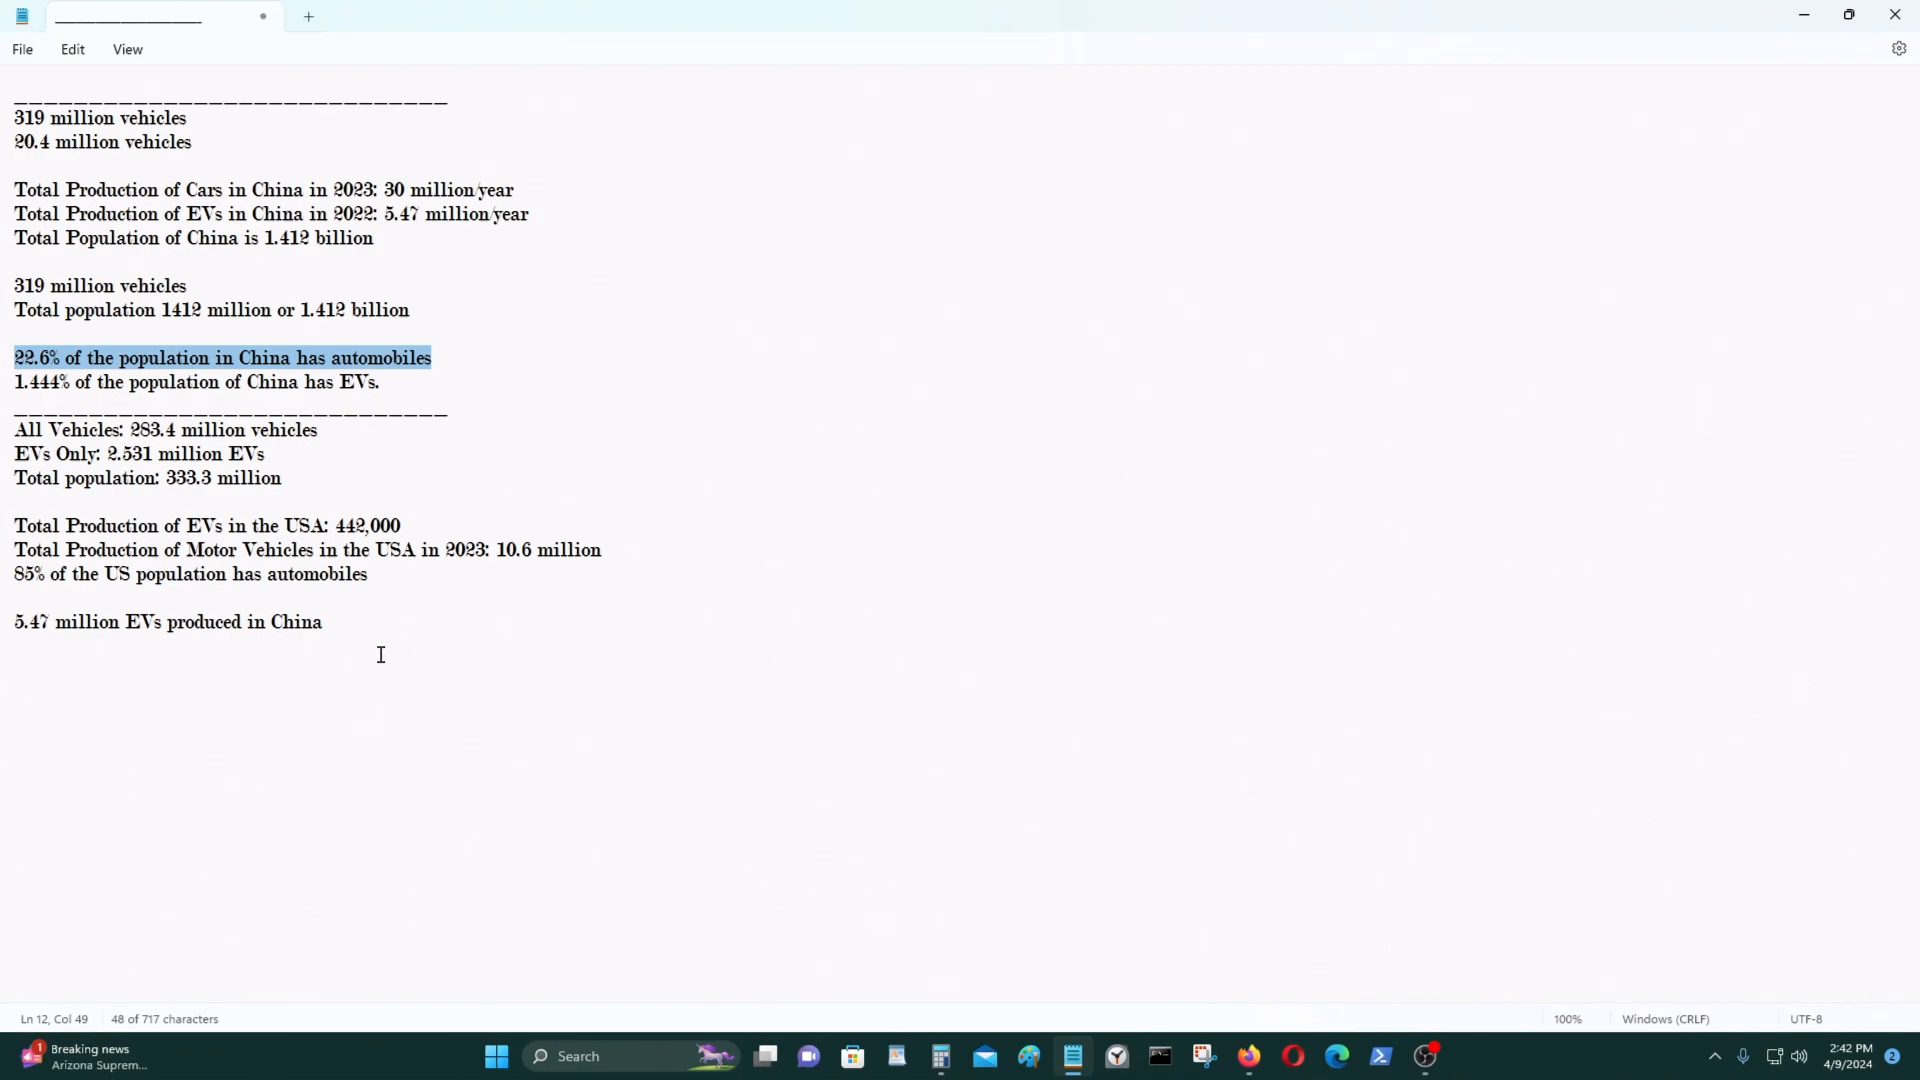 ____________________
File Edit View
_____________________________
319 million vehicles
20.4 million vehicles
Total Production of Cars in China in 2023: 30 million/year
Total Production of EVs in China in 2022: 5.47 million/year
Total Population of China is 1.412 billion
319 million vehicles
Total population 1412 million or 1.412 billion
22.6% of the population in China has automobiles
1.444% of the population of China has EVs.
_____________________________
All Vehicles: 283.4 million vehicles
EVs Only: 2.531 million EVs
Total population: 333.3 million
Total Production of EVs in the USA: 442,000
Total Production of Motor Vehicles in the USA in 2023: 10.6 million
85% of the US population has automobiles
5.47 million EVs produced in China
Ln 12, Col 49 48 of 717 characters 100% Windows (CRLF) UTF-8
1 Breaking news
Arizona Suprem...
Search
2:42 PM
4/9/2024
2